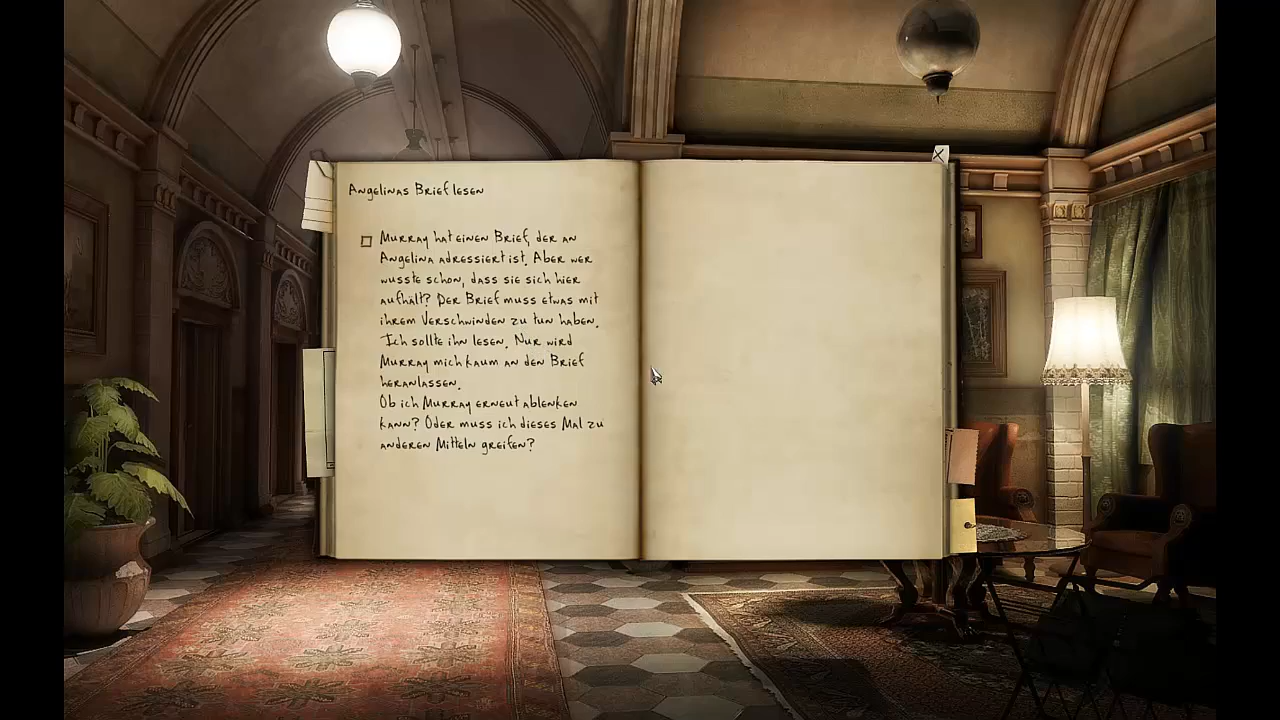 Angelinas Brief lesen
Murray hat einen Brief, der an
Angelina adressiert ist. Aber wer
wusste schon, dass sie sich hier
aufhält? Der Brief muss etwas mit
ihrem Verschwinden zu tun haben.
Ich sollte ihn lesen. Nur wird
Murray mich kaum an den Brief
heranlassen.
Ob ich Murray erneut ablenken
kann? Oder muss ich dieses Mal zu
anderen Mitteln greifen?